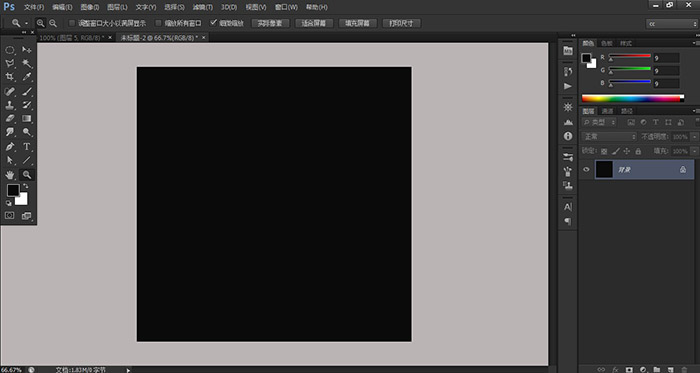 Ps 文件(F) 编辑(E) 图像(I) 图层(L) 文字(Y) 选择(S) 滤镜(T) 3D(D) 视图(V) 窗口(W) 帮助(H)
调整窗口大小以满屏显示 缩放所有窗口 细微缩放 实际像素 适合屏幕 填充屏幕 打印尺寸 CC
100% (图层 5, RGB/8) * × 未标题-2 @ 66.7%(RGB/8) * ×
颜色 色板 样式
R 9
G 9
B 9
图层 通道 路径
类型
正常 不透明度: 100%
锁定: 填充: 100%
背景
66.67% 文档:1.83M/0 字节